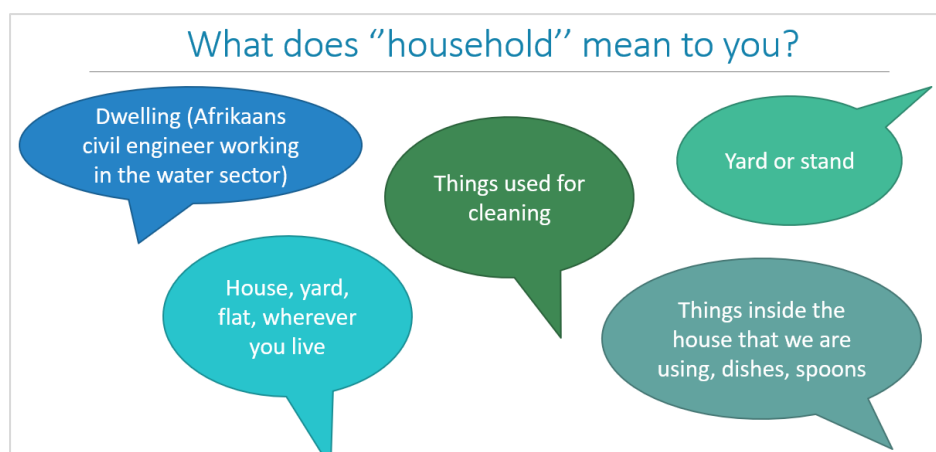 What does ‘‘household’’ mean to you?
Dwelling (Afrikaans
civil engineer working
in the water sector)
Things used for
cleaning
Yard or stand
House, yard,
flat, wherever
you live
Things inside the
house that we are
using, dishes, spoons